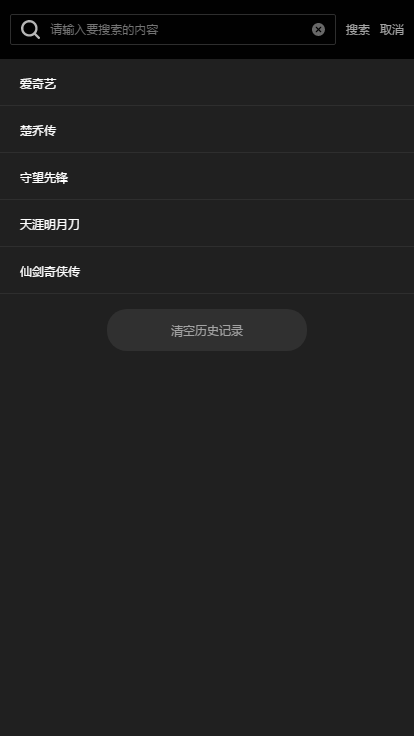 请输入要搜索的内容 搜索 取消
爱奇艺
楚乔传
守望先锋
天涯明月刀
仙剑奇侠传
清空历史记录